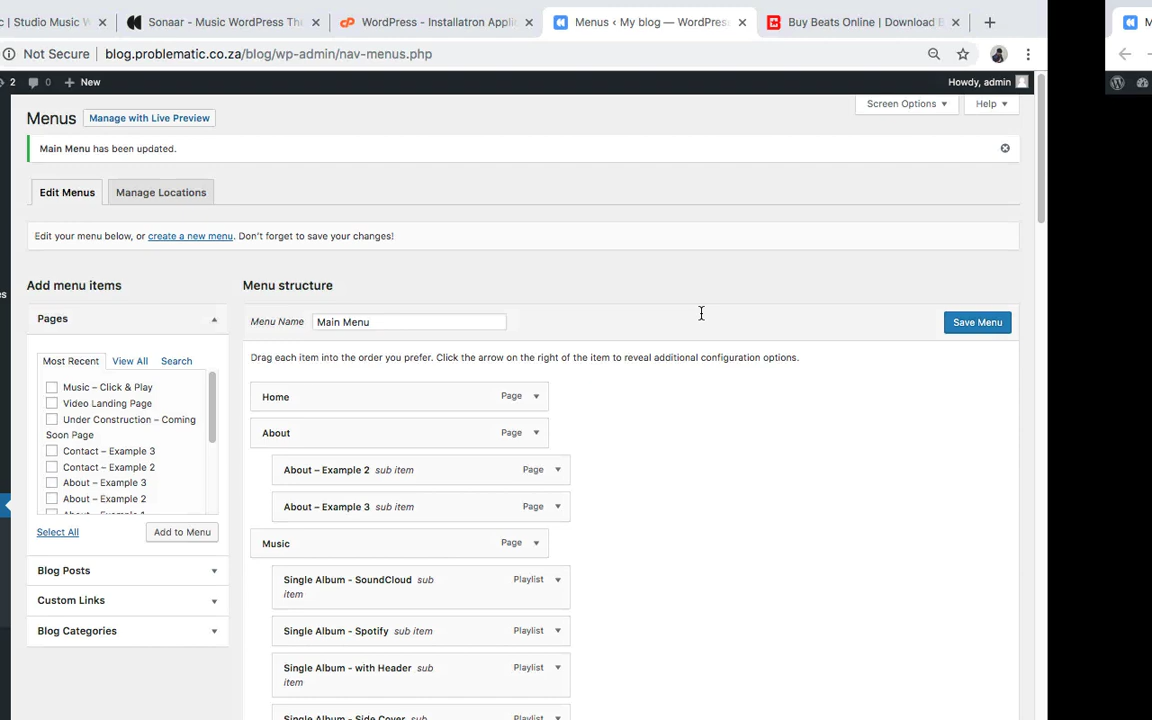 c | Studio Music W
Sonaar - Music WordPress The
WordPress - Installatron Applic
Menus ‹ My blog — WordPress
Buy Beats Online | Download B
M
Not Secure
blog.problematic.co.za/blog/wp-admin/nav-menus.php
2
0
New
Howdy, admin
Screen Options
Help
Menus
Manage with Live Preview
Main Menu has been updated.
Edit Menus
Manage Locations
Edit your menu below, or create a new menu. Don't forget to save your changes!
Add menu items
Menu structure
Pages
Menu Name
Main Menu
Save Menu
Most Recent
View All
Search
Drag each item into the order you prefer. Click the arrow on the right of the item to reveal additional configuration options.
Music – Click & Play
Video Landing Page
Under Construction – Coming
Soon Page
Contact – Example 3
Contact – Example 2
About – Example 3
About – Example 2
About – Example 1
Select All
Add to Menu
Blog Posts
Custom Links
Blog Categories
Home Page
About Page
About – Example 2 sub item Page
About – Example 3 sub item Page
Music Page
Single Album - SoundCloud sub Playlist
item
Single Album - Spotify sub item Playlist
Single Album - with Header sub Playlist
item
Single Album - Side Cover sub Playlist